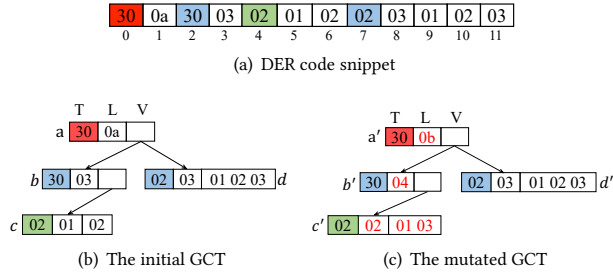 30 0a 30 03 02 01 02 02 03 01 02 03
0 1 2 3 4 5 6 7 8 9 10 11
(a) DER code snippet
T L V
a 30 0a
b 30 03 02 03 01 02 03 d
c 02 01 02
(b) The initial GCT
T L V
a′ 30 0b
b′ 30 04 02 03 01 02 03 d′
c′ 02 02 01 03
(c) The mutated GCT